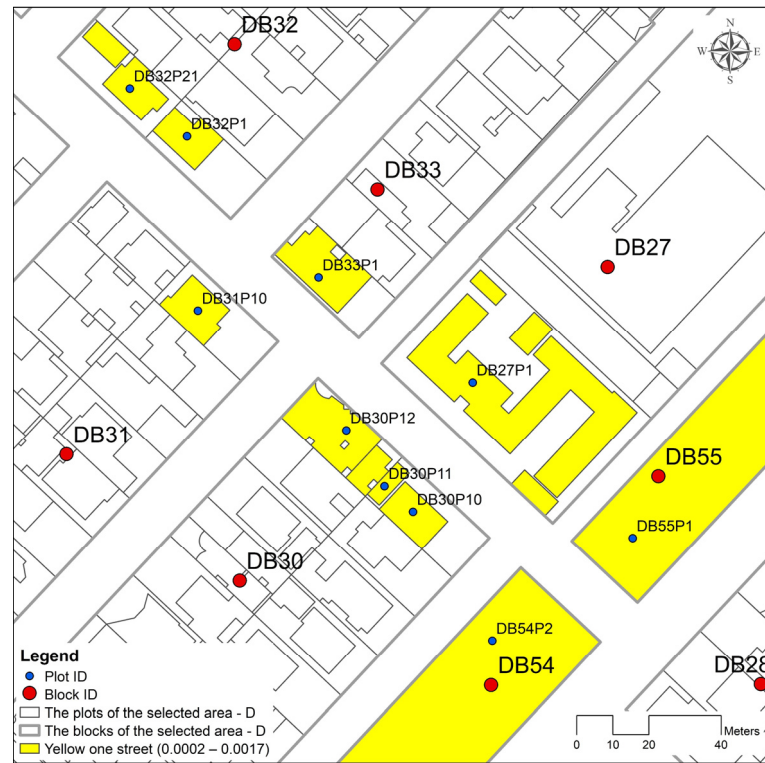 DB32
N
W
E
S
DB32P21
DB32P1
DB33
DB33P1
DB27
DB31P10
DB27P1
DB30P12
DB31
DB55
DB30P11
DB30P10
DB55P1
DB30
DB54P2
DB54
DB28
Legend
Plot ID
Block ID
The plots of the selected area - D
The blocks of the selected area - D
Yellow one street (0.0002 – 0.0017)
Meters
0 10 20 40